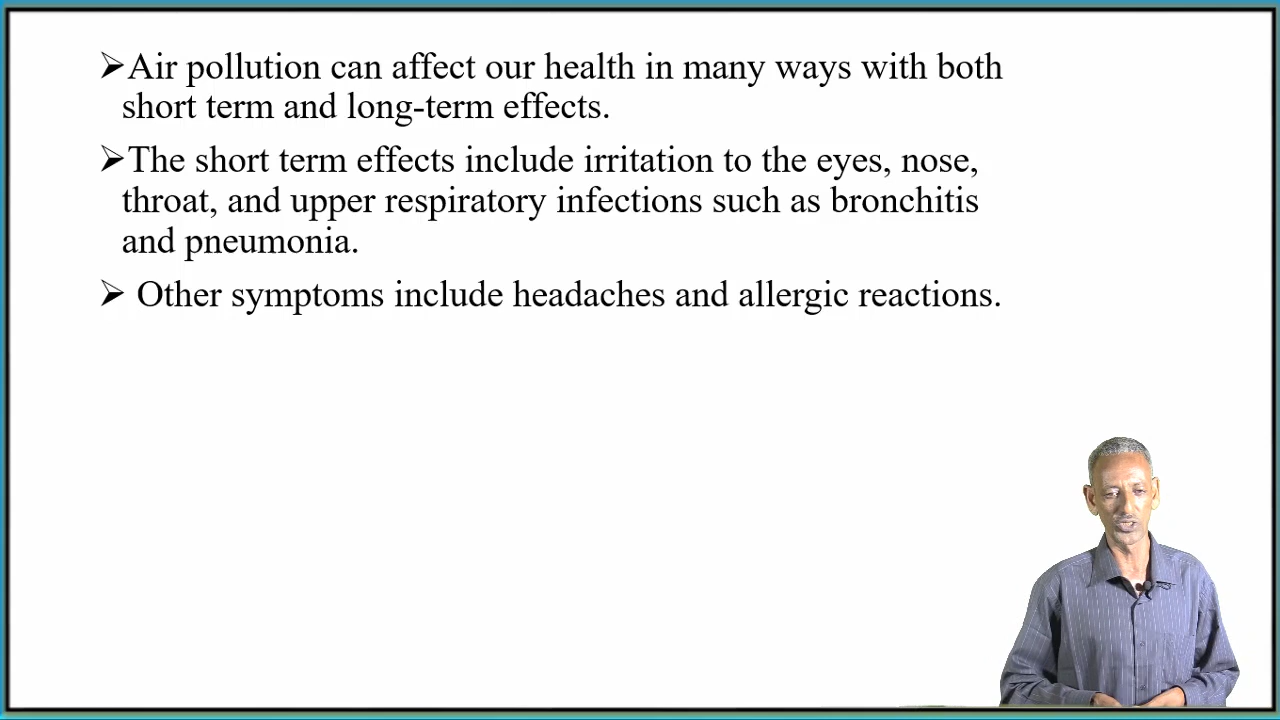 ➢Air pollution can affect our health in many ways with both
short term and long-term effects.
➢The short term effects include irritation to the eyes, nose,
throat, and upper respiratory infections such as bronchitis
and pneumonia.
➢ Other symptoms include headaches and allergic reactions.